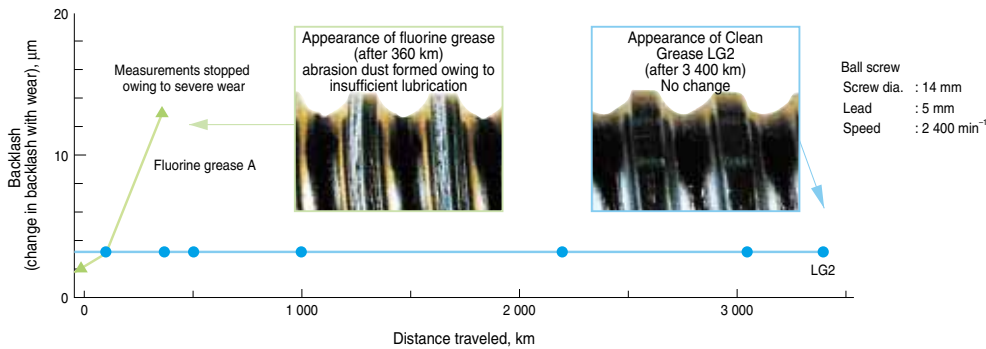 20
10
0
Backlash
(change in backlash with wear), µm
Measurements stopped
owing to severe wear
Fluorine grease A
Appearance of fluorine grease
(after 360 km)
abrasion dust formed owing to
insufficient lubrication
Appearance of Clean
Grease LG2
(after 3 400 km)
No change
Ball screw
Screw dia. : 14 mm
Lead : 5 mm
Speed : 2 400 min⁻¹
LG2
0 1 000 2 000 3 000
Distance traveled, km